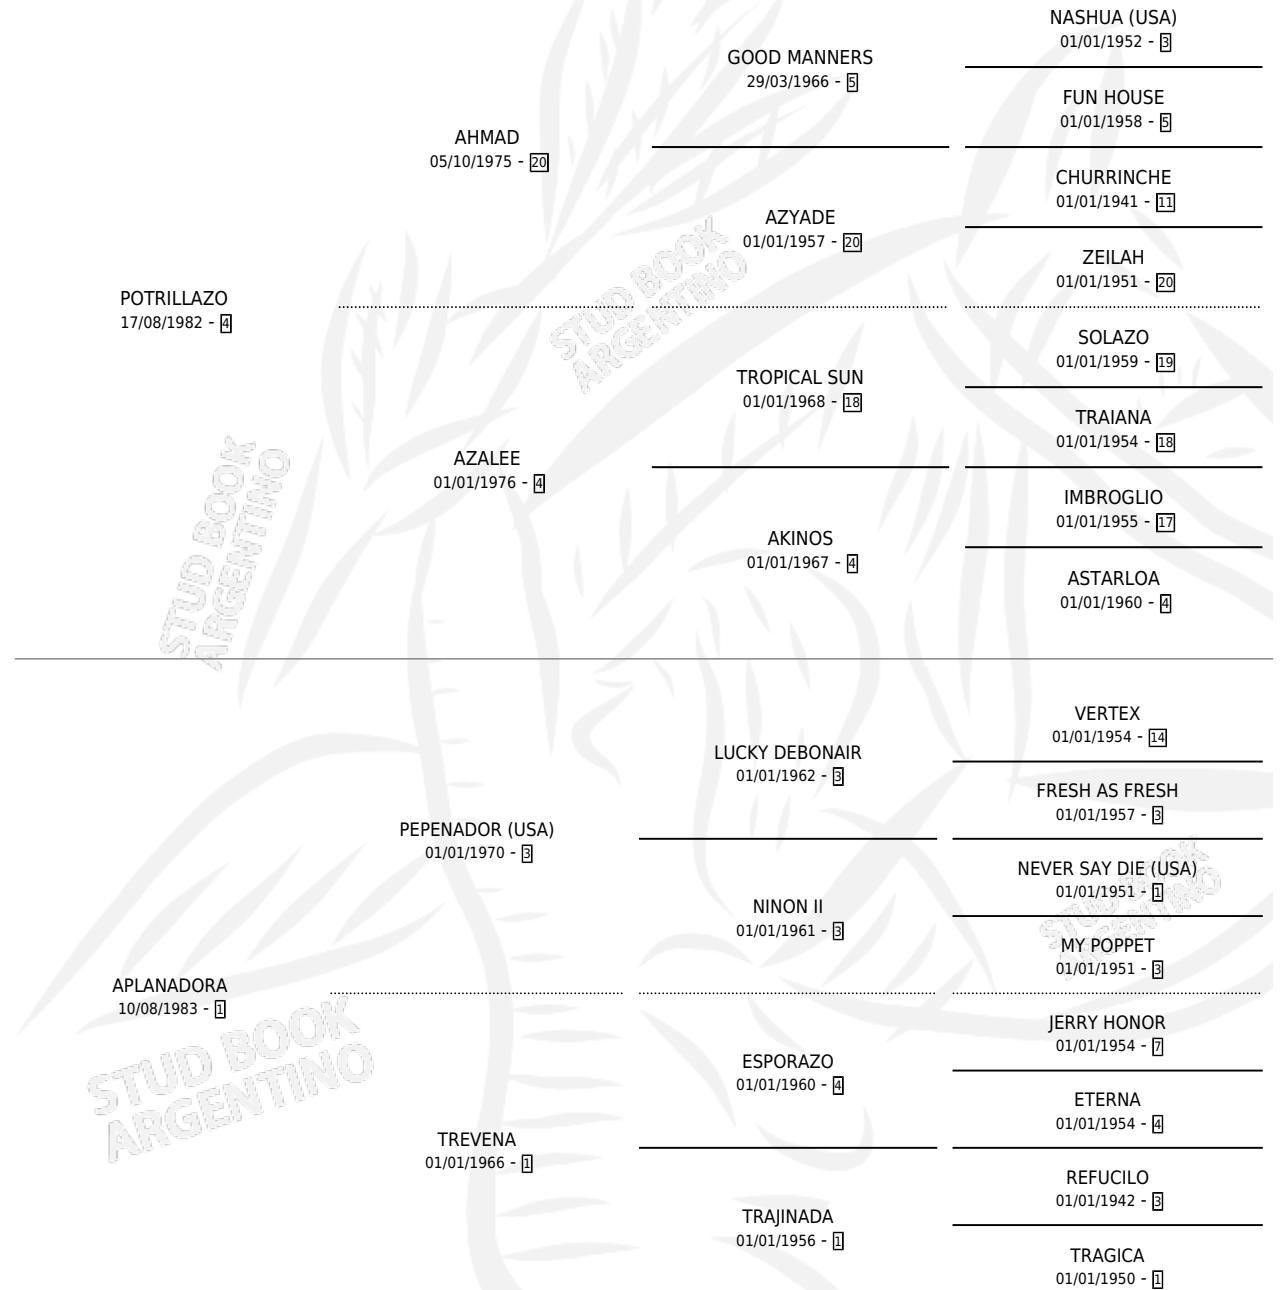 NASHUA (USA)
01/01/1952 - 3
GOOD MANNERS
29/03/1966 - 5
FUN HOUSE
01/01/1958 - 5
AHMAD
05/10/1975 - 20
CHURRINCHE
01/01/1941 - 11
AZYADE
01/01/1957 - 20
ZEILAH
01/01/1951 - 20
POTRILLAZO
17/08/1982 - 4
STUD BOOK
ARGENTINO
SOLAZO
01/01/1959 - 19
TROPICAL SUN
01/01/1968 - 18
TRAIANA
01/01/1954 - 18
AZALEE
01/01/1976 - 4
IMBROGLIO
01/01/1955 - 17
AKINOS
01/01/1967 - 4
ASTARLOA
01/01/1960 - 4
STUD BOOK
ARGENTINO
VERTEX
01/01/1954 - 14
LUCKY DEBONAIR
01/01/1962 - 3
FRESH AS FRESH
01/01/1957 - 3
PEPENADOR (USA)
01/01/1970 - 3
NEVER SAY DIE (USA)
01/01/1951 - 1
NINON II
01/01/1961 - 3
MY POPPET
01/01/1951 - 3
STUD BOOK
ARGENTINO
APLANADORA
10/08/1983 - 1
STUD BOOK
ARGENTINO
JERRY HONOR
01/01/1954 - 7
ESPORAZO
01/01/1960 - 4
ETERNA
01/01/1954 - 4
TREVENA
01/01/1966 - 1
REFUCILO
01/01/1942 - 3
TRAJINADA
01/01/1956 - 1
TRAGICA
01/01/1950 - 1